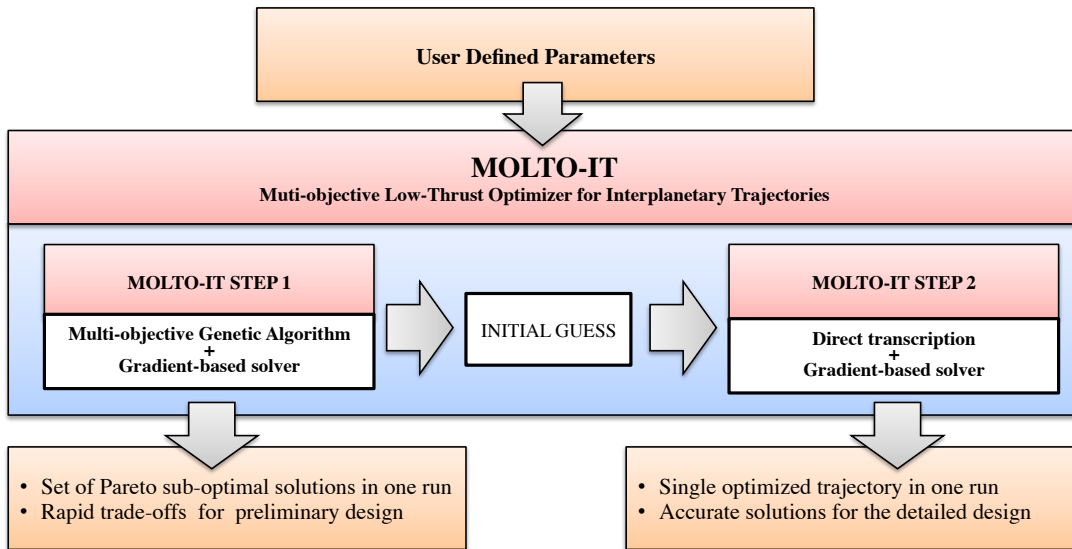 User Defined Parameters
MOLTO-IT
Muti-objective Low-Thrust Optimizer for Interplanetary Trajectories
MOLTO-IT STEP 1
Multi-objective Genetic Algorithm
+
Gradient-based solver
INITIAL GUESS
MOLTO-IT STEP 2
Direct transcription
+
Gradient-based solver
• Set of Pareto sub-optimal solutions in one run
• Rapid trade-offs for preliminary design
• Single optimized trajectory in one run
• Accurate solutions for the detailed design